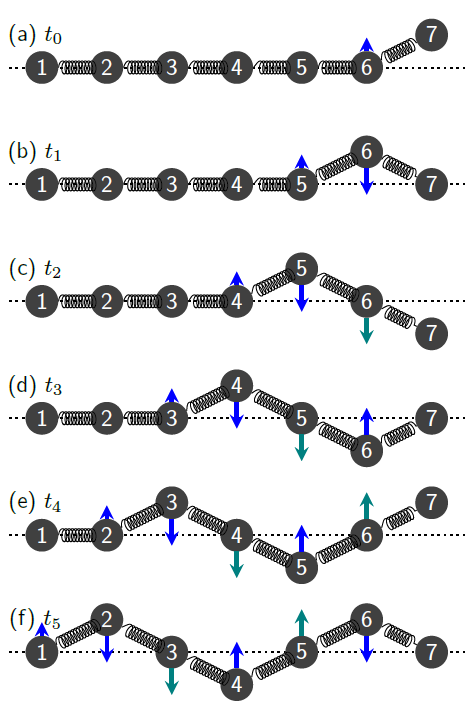 (a) t₀
1 2 3 4 5 6 7
(b) t₁
1 2 3 4 5 6 7
(c) t₂
1 2 3 4 5 6 7
(d) t₃
1 2 3 4 5 6 7
(e) t₄
1 2 3 4 5 6 7
(f) t₅
1 2 3 4 5 6 7